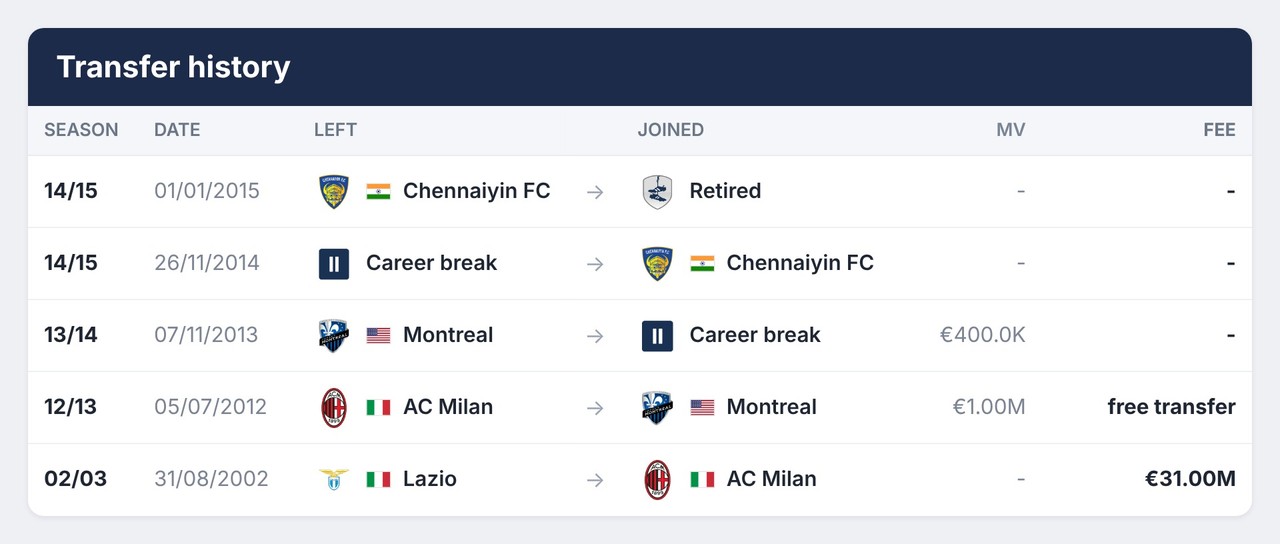 Transfer history
SEASON DATE LEFT JOINED MV FEE
14/15 01/01/2015 Chennaiyin FC → Retired - -
14/15 26/11/2014 Career break → Chennaiyin FC - -
13/14 07/11/2013 Montreal → Career break €400.0K -
12/13 05/07/2012 AC Milan → Montreal €1.00M free transfer
02/03 31/08/2002 Lazio → AC Milan - €31.00M